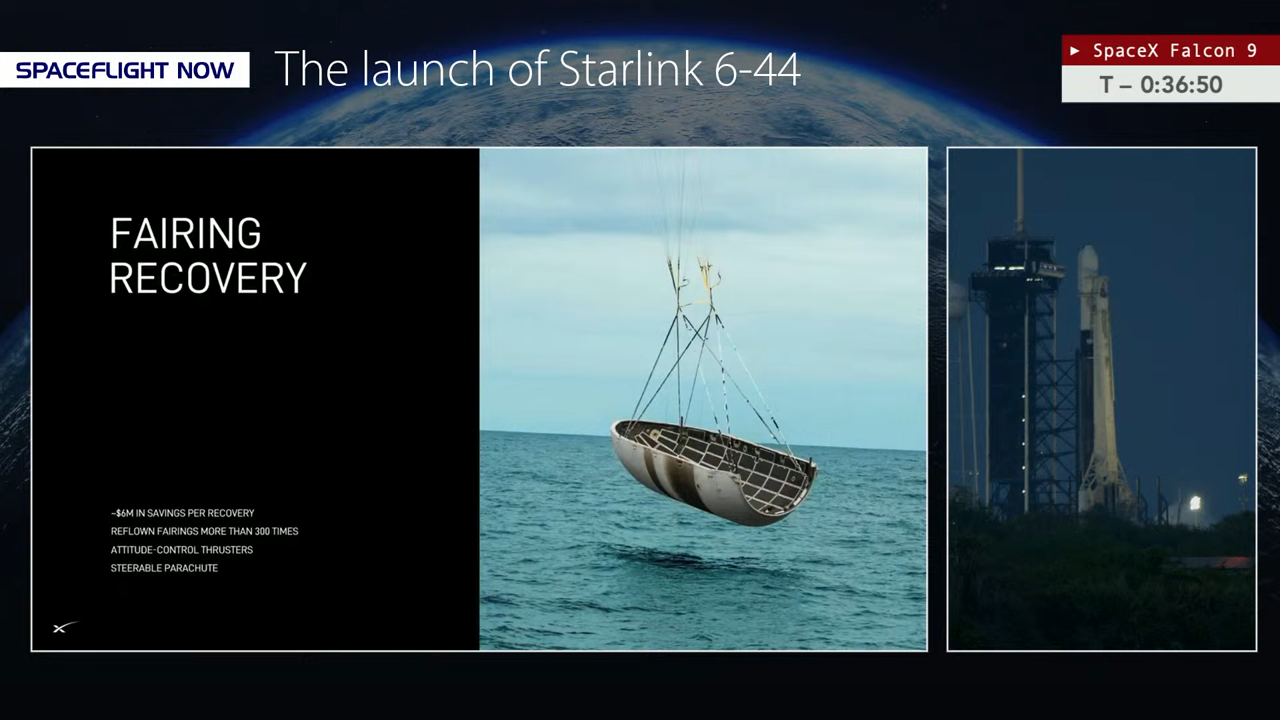 SPACEFLIGHT NOW
The launch of Starlink 6-44
► SpaceX Falcon 9
T – 0:36:50
FAIRING
RECOVERY
~$6M IN SAVINGS PER RECOVERY
REFLOWN FAIRINGS MORE THAN 300 TIMES
ATTITUDE-CONTROL THRUSTERS
STEERABLE PARACHUTE